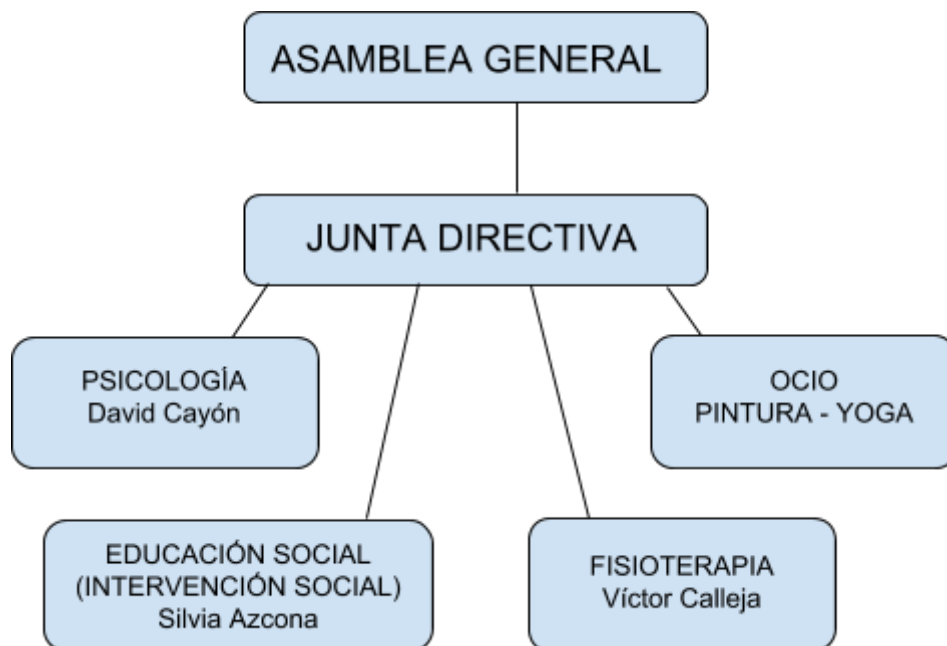 ASAMBLEA GENERAL
JUNTA DIRECTIVA
PSICOLOGÍA
David Cayón
OCIO
PINTURA - YOGA
EDUCACIÓN SOCIAL
(INTERVENCIÓN SOCIAL)
Silvia Azcona
FISIOTERAPIA
Víctor Calleja